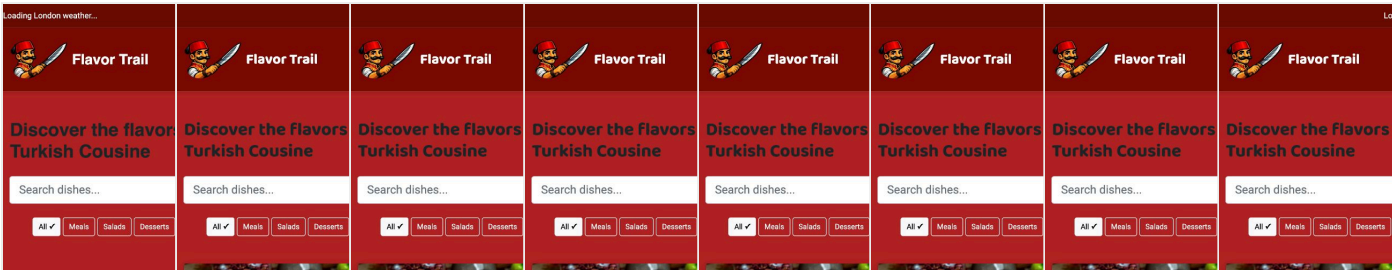 Loading London weather...
Flavor Trail
Discover the flavor
Turkish Cousine
Search dishes...
All ✔ Meals Salads Desserts
Flavor Trail
Discover the flavors
Turkish Cousine
Search dishes...
All ✔ Meals Salads Desserts
Flavor Trail
Discover the flavors
Turkish Cousine
Search dishes...
All ✔ Meals Salads Desserts
Flavor Trail
Discover the flavors
Turkish Cousine
Search dishes...
All ✔ Meals Salads Desserts
Flavor Trail
Discover the flavors
Turkish Cousine
Search dishes...
All ✔ Meals Salads Desserts
Flavor Trail
Discover the flavors
Turkish Cousine
Search dishes...
All ✔ Meals Salads Desserts
Flavor Trail
Discover the flavors
Turkish Cousine
Search dishes...
All ✔ Meals Salads Desserts
Lo
Flavor Trail
Discover the flavors
Turkish Cousine
Search dishes...
All ✔ Meals Salads Desserts